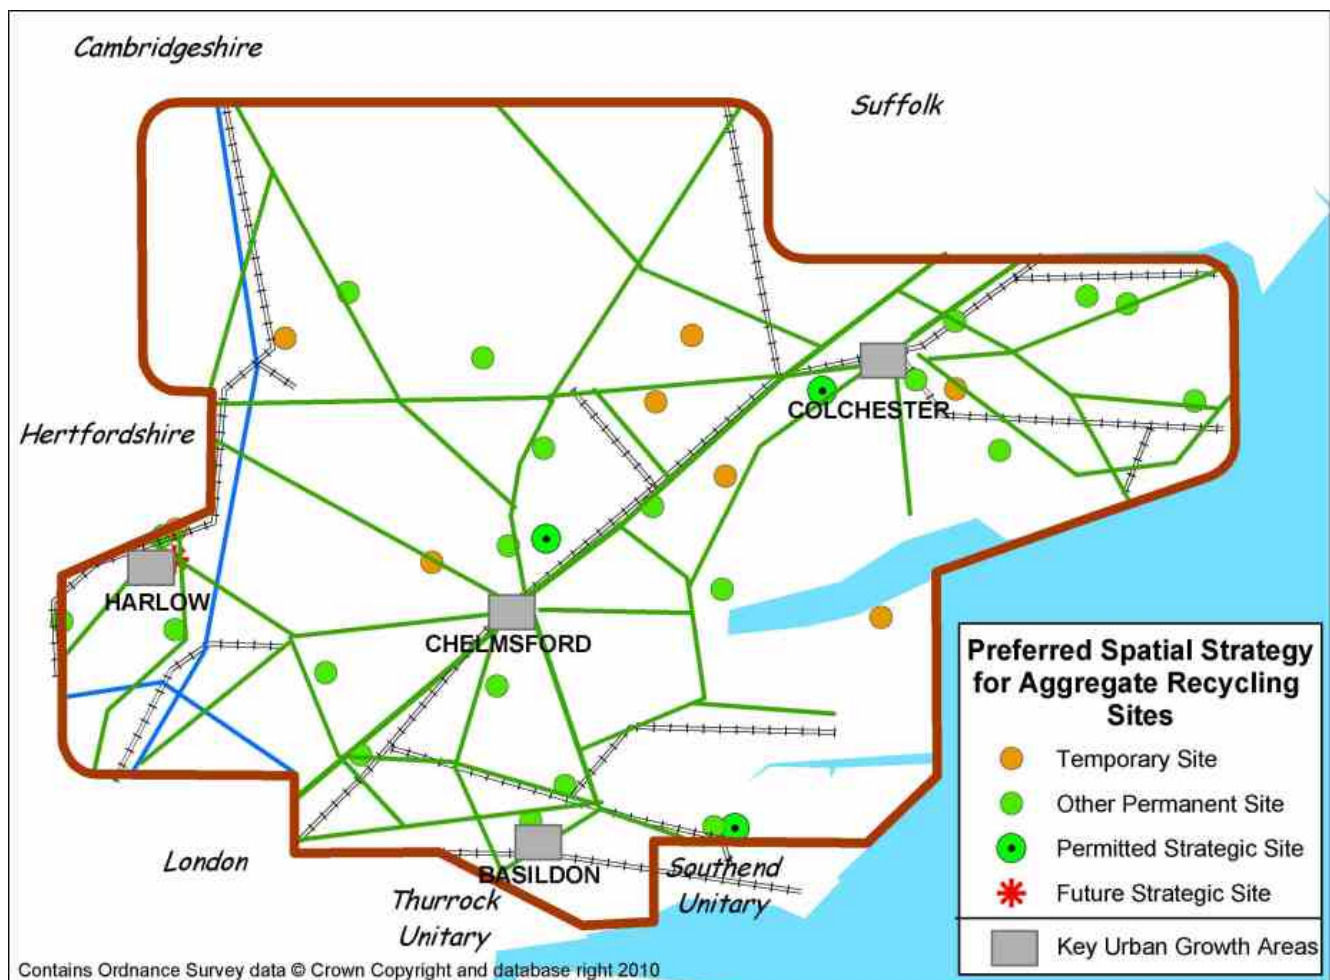 Cambridgeshire
Suffolk
Hertfordshire
COLCHESTER
HARLOW
CHELMSFORD
BASILDON
London
Thurrock
Unitary
Southend
Unitary
Preferred Spatial Strategy
for Aggregate Recycling
Sites
Temporary Site
Other Permanent Site
Permitted Strategic Site
Future Strategic Site
Key Urban Growth Areas
Contains Ordnance Survey data © Crown Copyright and database right 2010